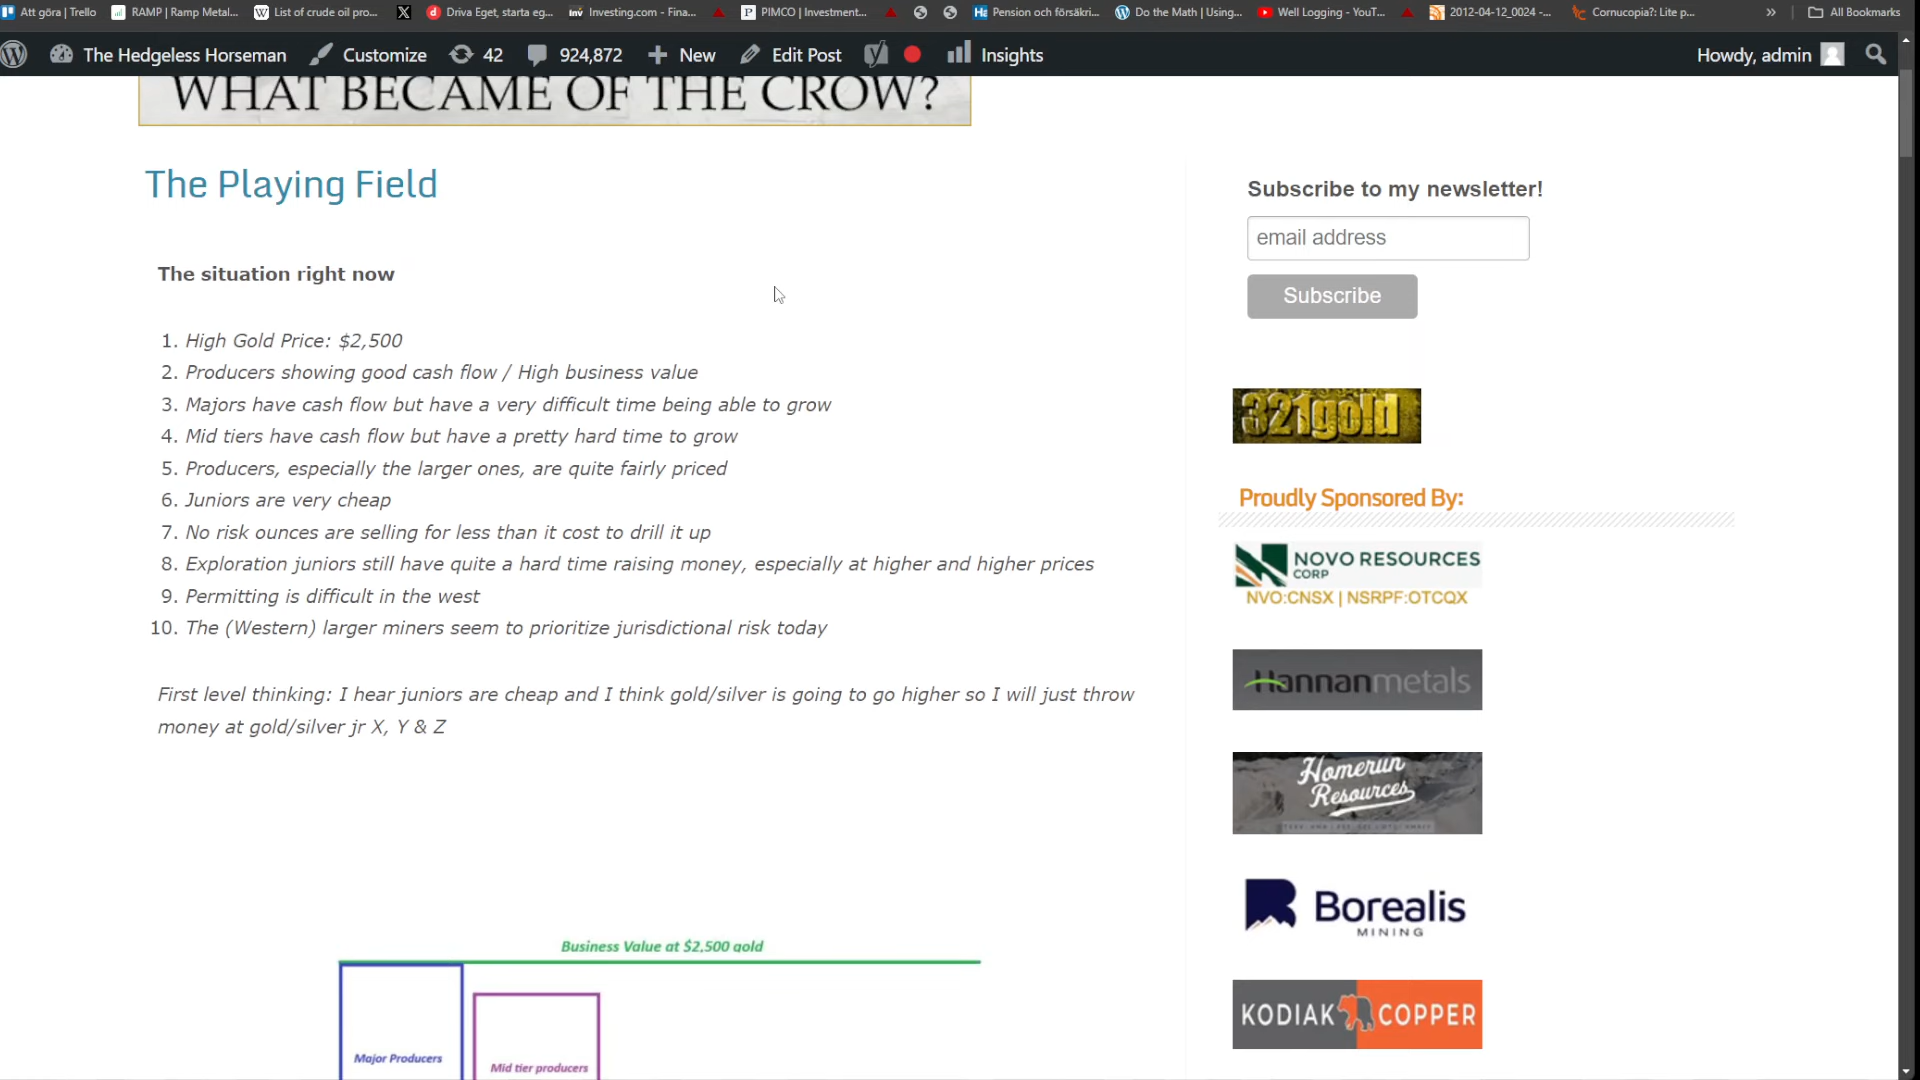 Att göra | Trello
RAMP | Ramp Metal...
List of crude oil pro...
Driva Eget, starta eg...
Investing.com - Fina...
PIMCO | Investment...
Pension och försäkri...
Do the Math | Using...
Well Logging - YouT...
2012-04-12_0024 -...
Cornucopia?: Lite p...
»
All Bookmarks
The Hedgeless Horseman
Customize
42
924,872
New
Edit Post
Insights
Howdy, admin
WHAT BECAME OF THE CROW?
The Playing Field
The situation right now
1. High Gold Price: $2,500
2. Producers showing good cash flow / High business value
3. Majors have cash flow but have a very difficult time being able to grow
4. Mid tiers have cash flow but have a pretty hard time to grow
5. Producers, especially the larger ones, are quite fairly priced
6. Juniors are very cheap
7. No risk ounces are selling for less than it cost to drill it up
8. Exploration juniors still have quite a hard time raising money, especially at higher and higher prices
9. Permitting is difficult in the west
10. The (Western) larger miners seem to prioritize jurisdictional risk today
First level thinking: I hear juniors are cheap and I think gold/silver is going to go higher so I will just throw
money at gold/silver jr X, Y & Z
Business Value at $2,500 gold
Major Producers
Mid tier producers
Subscribe to my newsletter!
email address
Subscribe
321gold
Proudly Sponsored By:
NOVO RESOURCES
CORP
NVO:CNSX | NSRPF:OTCQX
Hannanmetals
Homerun
Resources
Borealis
MINING
KODIAK COPPER